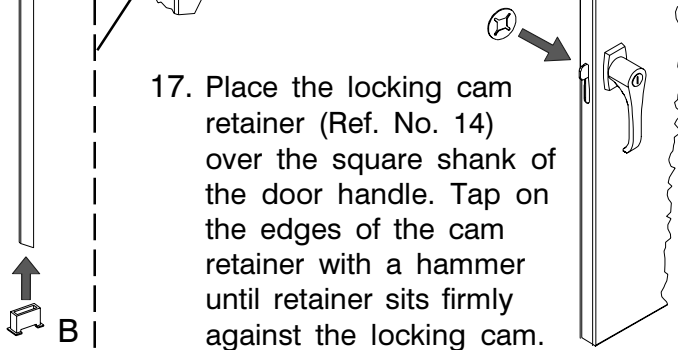 17. Place the locking cam
retainer (Ref. No. 14)
over the square shank of
the door handle. Tap on
the edges of the cam
retainer with a hammer
until retainer sits firmly
against the locking cam.
B